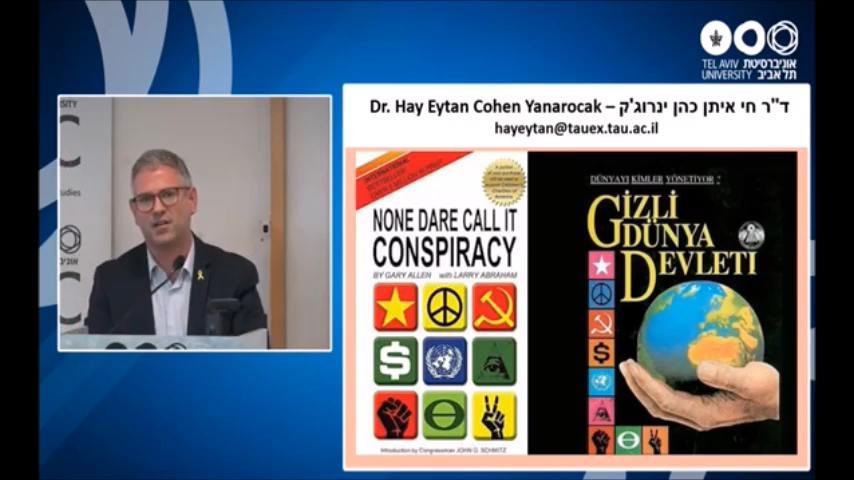 TEL AVIV אוניברסיטת
UNIVERSITY תל אביב
Dr. Hay Eytan Cohen Yanarocak – ד"ר חי איתן כהן ינרוג'ק
hayeytan@tauex.tau.ac.il
INTERNATIONAL
BESTSELLER
NONE DARE CALL IT
CONSPIRACY
BY GARY ALLEN with LARRY ABRAHAM
Introduction by Congressman JOHN G. SCHMITZ
DÜNYAYI KİMLER YÖNETİYOR ?
GİZLİ
DÜNYA
DEVLETİ